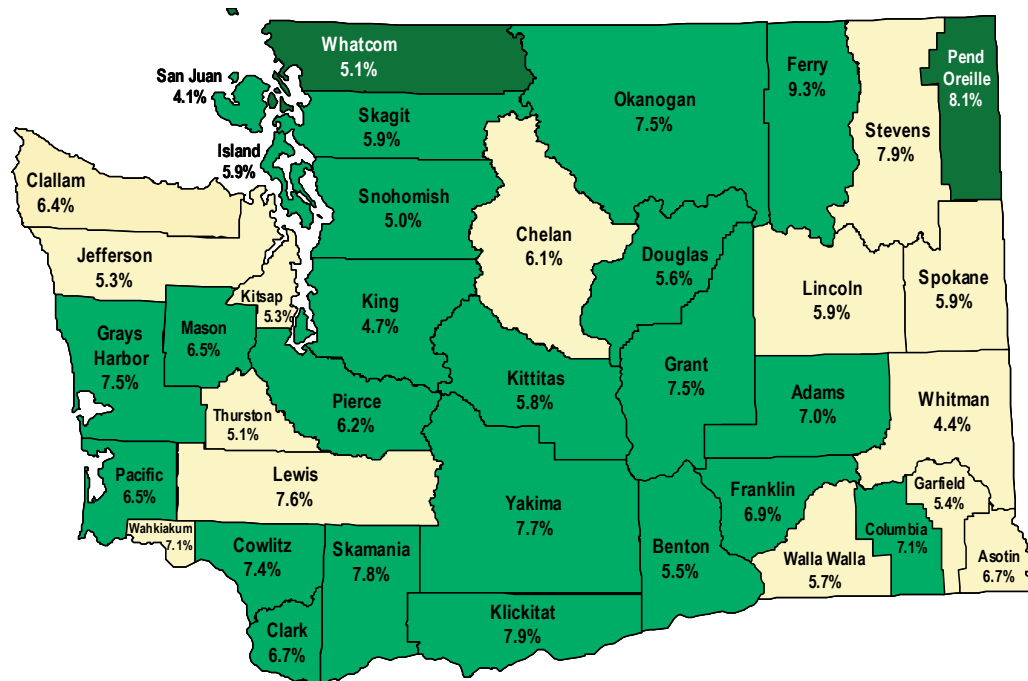 Whatcom
5.1%
San Juan
4.1%
Skagit
5.9%
Island
5.9%
Okanogan
7.5%
Ferry
9.3%
Stevens
7.9%
Pend
Oreille
8.1%
Clallam
6.4%
Snohomish
5.0%
Chelan
6.1%
Jefferson
5.3%
Kitsap
5.3%
Douglas
5.6%
Lincoln
5.9%
Spokane
5.9%
Grays
Harbor
7.5%
Mason
6.5%
King
4.7%
Kittitas
5.8%
Grant
7.5%
Adams
7.0%
Whitman
4.4%
Thurston
5.1%
Pierce
6.2%
Pacific
6.5%
Lewis
7.6%
Yakima
7.7%
Franklin
6.9%
Garfield
5.4%
Wahkiakum
7.1%
Cowlitz
7.4%
Skamania
7.8%
Benton
5.5%
Walla Walla
5.7%
Columbia
7.1%
Asotin
6.7%
Klickitat
7.9%
Clark
6.7%